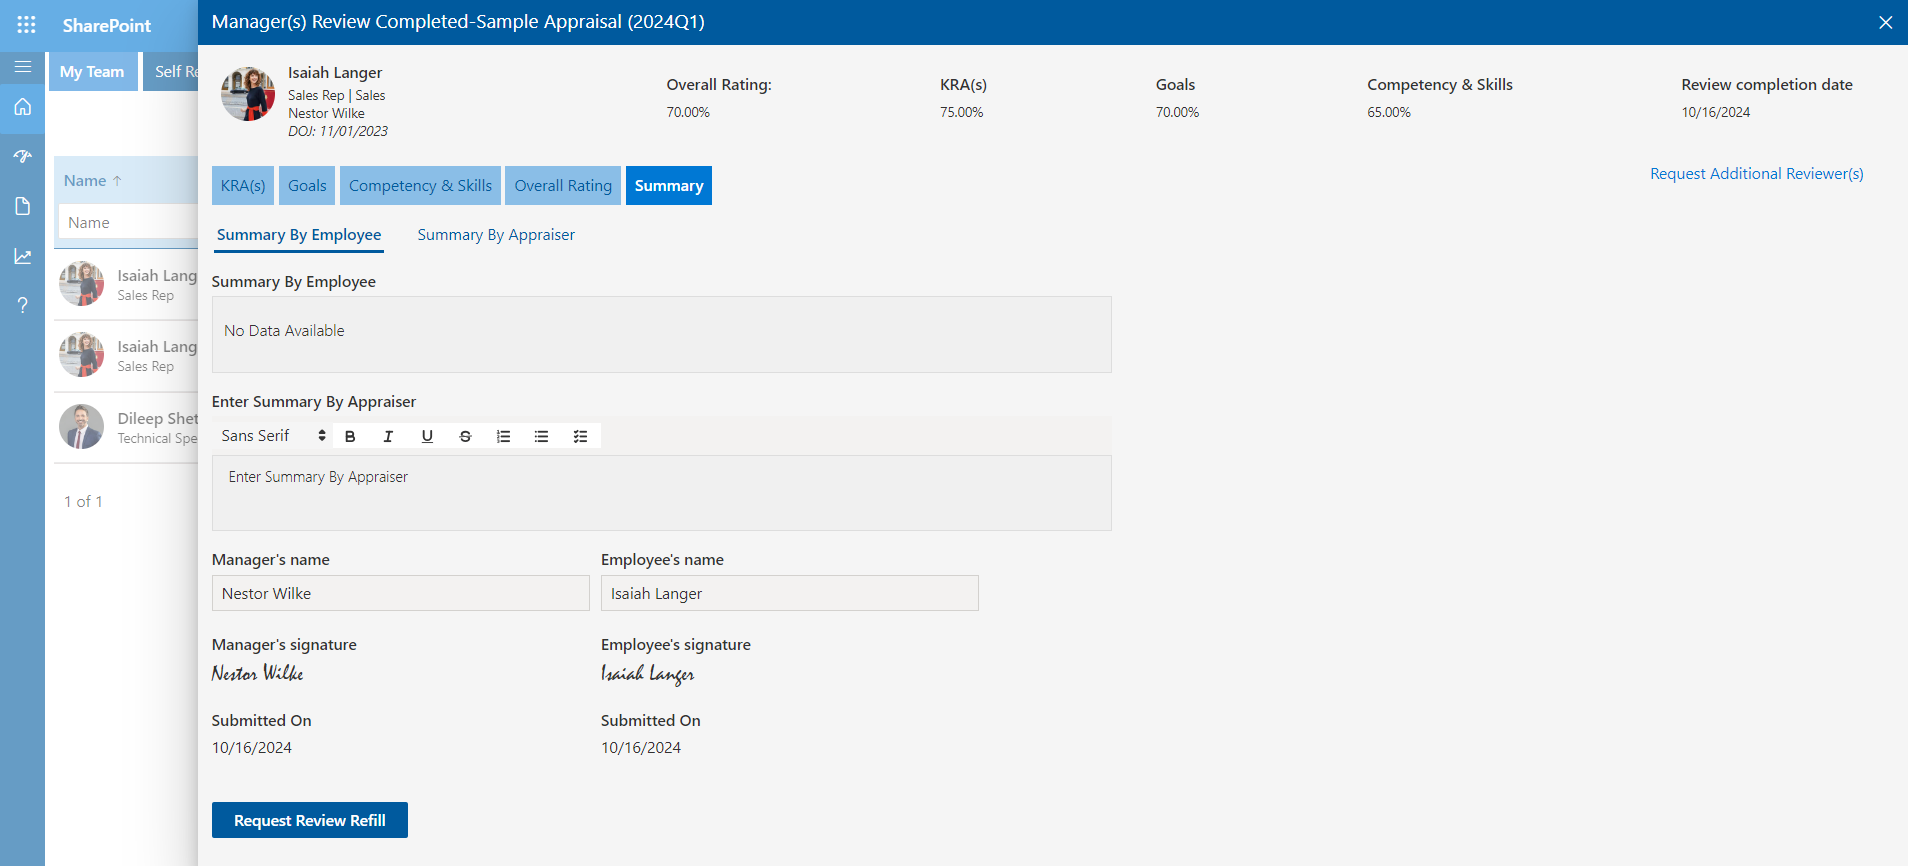 SharePoint
Manager(s) Review Completed-Sample Appraisal (2024Q1)
My Team
Self Re
Name
Name
Isaiah Lang
Sales Rep
Isaiah Lang
Sales Rep
Dileep Shet
Technical Spe
1 of 1
Isaiah Langer
Sales Rep | Sales
Nestor Wilke
DOJ: 11/01/2023
Overall Rating:
70.00%
KRA(s)
75.00%
Goals
70.00%
Competency & Skills
65.00%
Review completion date
10/16/2024
KRA(s)
Goals
Competency & Skills
Overall Rating
Summary
Request Additional Reviewer(s)
Summary By Employee
Summary By Appraiser
Summary By Employee
No Data Available
Enter Summary By Appraiser
Sans Serif
Enter Summary By Appraiser
Manager's name
Employee's name
Nestor Wilke
Isaiah Langer
Manager's signature
Employee's signature
Nestor Wilke
Isaiah Langer
Submitted On
Submitted On
10/16/2024
10/16/2024
Request Review Refill